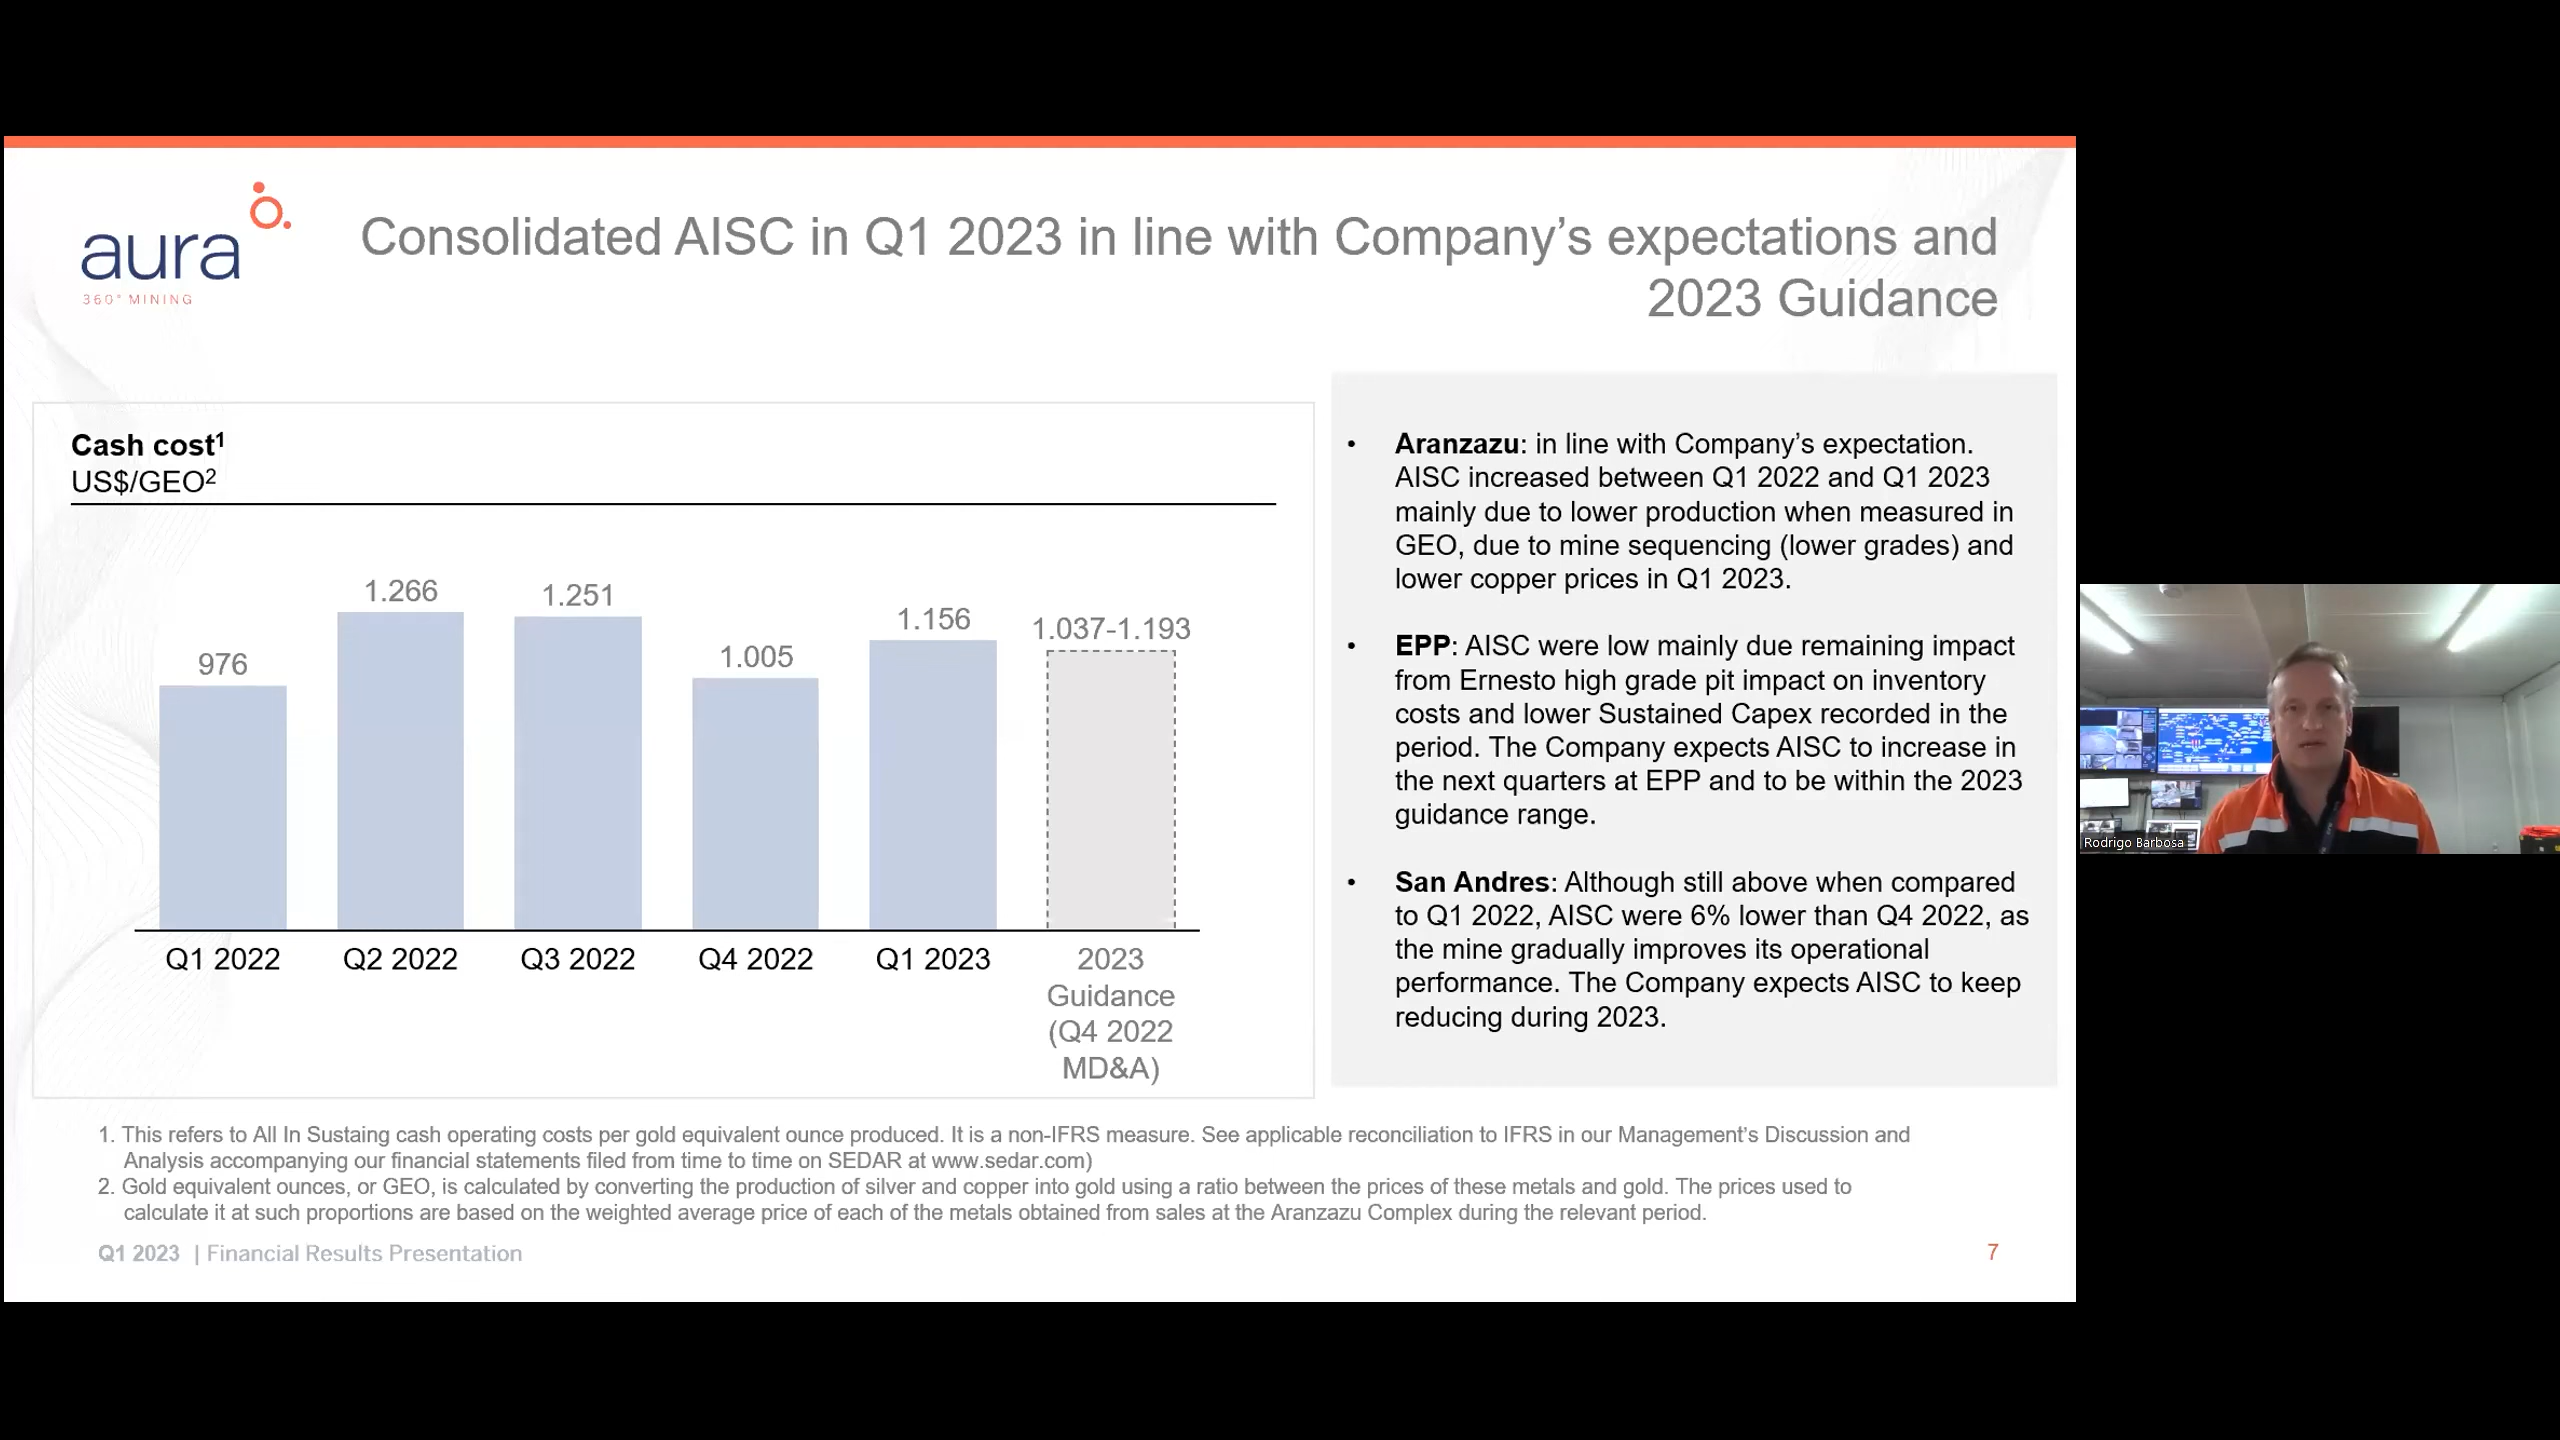 aura
360° MINING
Consolidated AISC in Q1 2023 in line with Company’s expectations and
2023 Guidance
Cash cost¹
US$/GEO²
976
1.266
1.251
1.005
1.156
1.037-1.193
Q1 2022
Q2 2022
Q3 2022
Q4 2022
Q1 2023
2023
Guidance
(Q4 2022
MD&A)
• Aranzazu: in line with Company’s expectation.
AISC increased between Q1 2022 and Q1 2023
mainly due to lower production when measured in
GEO, due to mine sequencing (lower grades) and
lower copper prices in Q1 2023.
• EPP: AISC were low mainly due remaining impact
from Ernesto high grade pit impact on inventory
costs and lower Sustained Capex recorded in the
period. The Company expects AISC to increase in
the next quarters at EPP and to be within the 2023
guidance range.
• San Andres: Although still above when compared
to Q1 2022, AISC were 6% lower than Q4 2022, as
the mine gradually improves its operational
performance. The Company expects AISC to keep
reducing during 2023.
1. This refers to All In Sustaing cash operating costs per gold equivalent ounce produced. It is a non-IFRS measure. See applicable reconciliation to IFRS in our Management’s Discussion and
Analysis accompanying our financial statements filed from time to time on SEDAR at www.sedar.com)
2. Gold equivalent ounces, or GEO, is calculated by converting the production of silver and copper into gold using a ratio between the prices of these metals and gold. The prices used to
calculate it at such proportions are based on the weighted average price of each of the metals obtained from sales at the Aranzazu Complex during the relevant period.
Q1 2023 | Financial Results Presentation
7
Rodrigo Barbosa